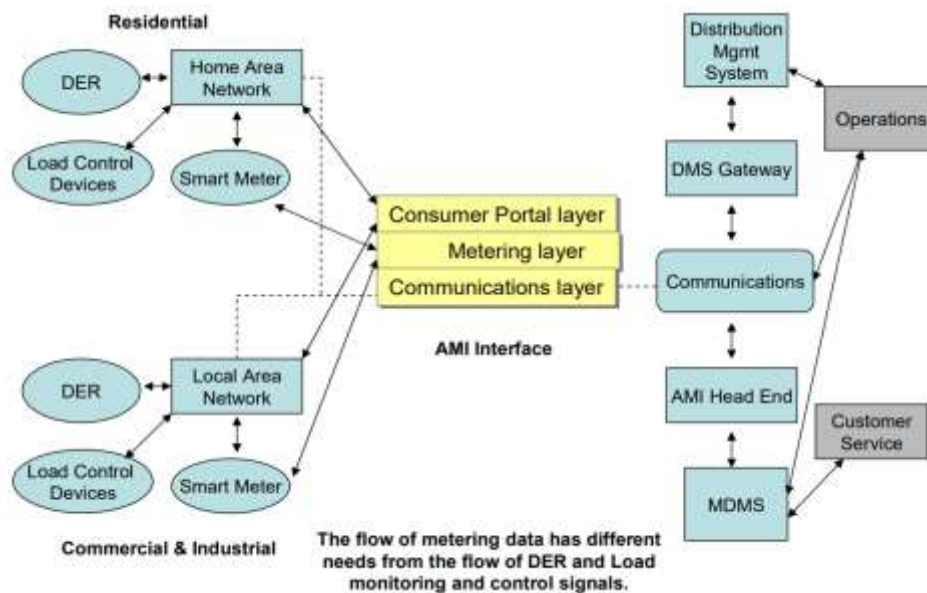 Residential
DER
Home Area
Network
Load Control
Devices
Smart Meter
Consumer Portal layer
Metering layer
Communications layer
AMI Interface
DER
Local Area
Network
Load Control
Devices
Smart Meter
Commercial & Industrial
The flow of metering data has different
needs from the flow of DER and Load
monitoring and control signals.
Distribution
Mgmt
System
Operations
DMS Gateway
Communications
AMI Head End
Customer
Service
MDMS